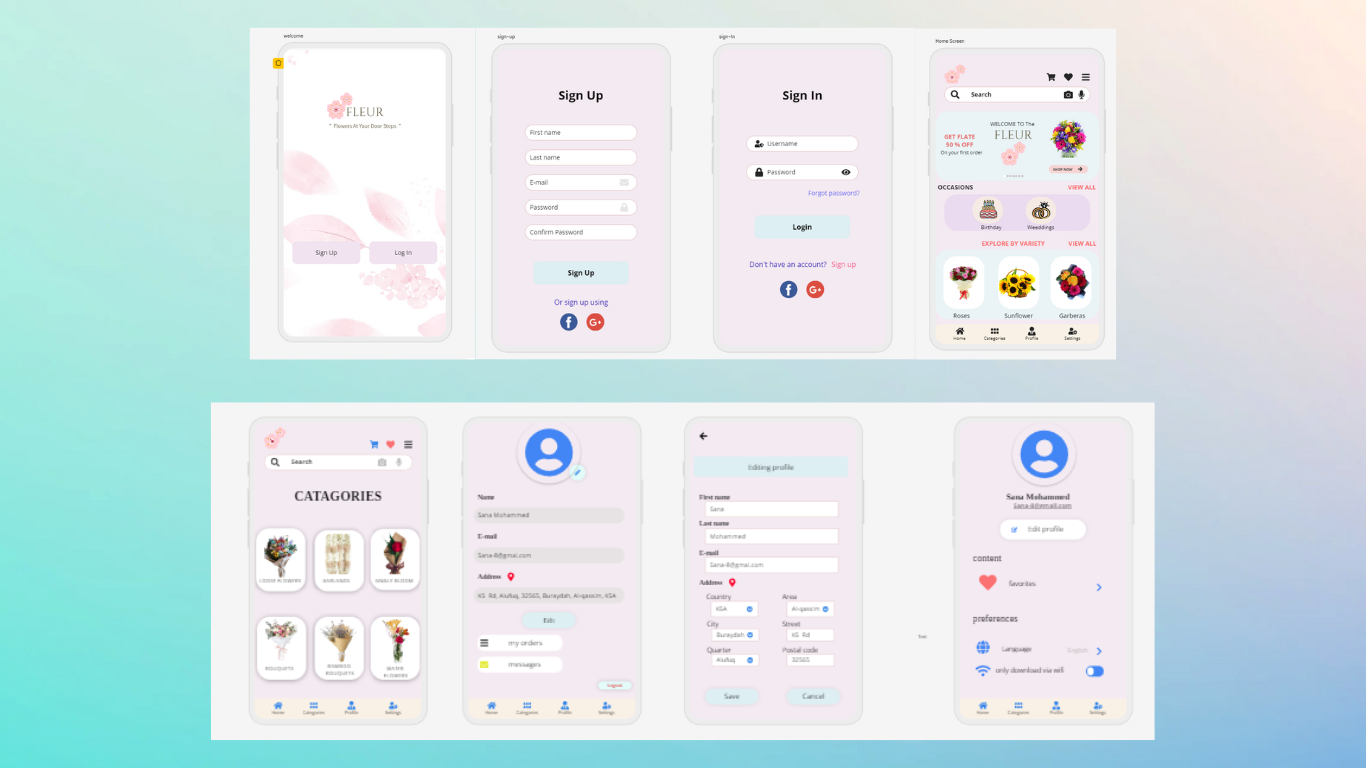 welcome
FLEUR
" Flowers At Your Door Steps "
Sign Up
Log In
sign-up
Sign Up
First name
Last name
E-mail
Password
Confirm Password
Sign Up
Or sign up using
f
G+
sign-in
Sign In
Username
Password
Forgot password?
Login
Don't have an account? Sign up
f
G+
Home Screen
Search
WELCOME TO The
FLEUR
GET FLATE
50 % OFF
On your first order
SHOP NOW
OCCASIONS
VIEW ALL
Birthday
Weeddings
EXPLORE BY VARIETY
VIEW ALL
Roses
Sunflower
Garberas
Home
Categories
Profile
Settings
Search
CATAGORIES
LOOSE FLOWERS
GARLANDS
SINGLE BLOOM
BOUQUETS
BAMBOO
BOUQUETS
WATER
FLOWERS
Home
Categories
Profile
Settings
Name
Sana Mohammed
E-mail
Sana-8@gmai.com
Address
KS Rd, Alufuq, 32565, Buraydah, Al-qassim, KSA
Edit
my orders
messages
Logout
Home
Categories
Profile
Settings
Editing profile
First name
Sana
Last name
Mohammed
E-mail
Sana-8@gmai.com
Address
Country
Area
KSA
Al-qassim
City
Street
Buraydah
KS Rd
Quarter
Postal code
Alufuq
32565
Save
Cancel
Text
Sana Mohammed
Sana-8@gmail.com
Edit profile
content
favorites
preferences
Language
English
only download via wifi
Home
Categories
Profile
Settings